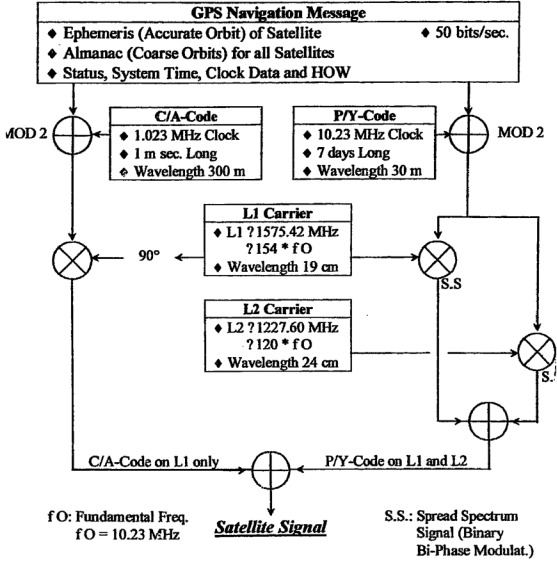 GPS Navigation Message
◆ Ephemeris (Accurate Orbit) of Satellite ◆ 50 bits/sec.
◆ Almanac (Coarse Orbits) for all Satellites
◆ Status, System Time, Clock Data and HOW
MOD 2
C/A-Code
◆ 1.023 MHz Clock
◆ 1 m sec. Long
◆ Wavelength 300 m
P/Y-Code
◆ 10.23 MHz Clock
◆ 7 days Long
◆ Wavelength 30 m
MOD 2
90°
L1 Carrier
◆ L1 ? 1575.42 MHz
? 154 * f O
◆ Wavelength 19 cm
S.S
L2 Carrier
◆ L2 ? 1227.60 MHz
? 120 * f O
◆ Wavelength 24 cm
S.
C/A-Code on L1 only
P/Y-Code on L1 and L2
f O: Fundamental Freq.
f O = 10.23 MHz
Satellite Signal
S.S.: Spread Spectrum
Signal (Binary
Bi-Phase Modulat.)